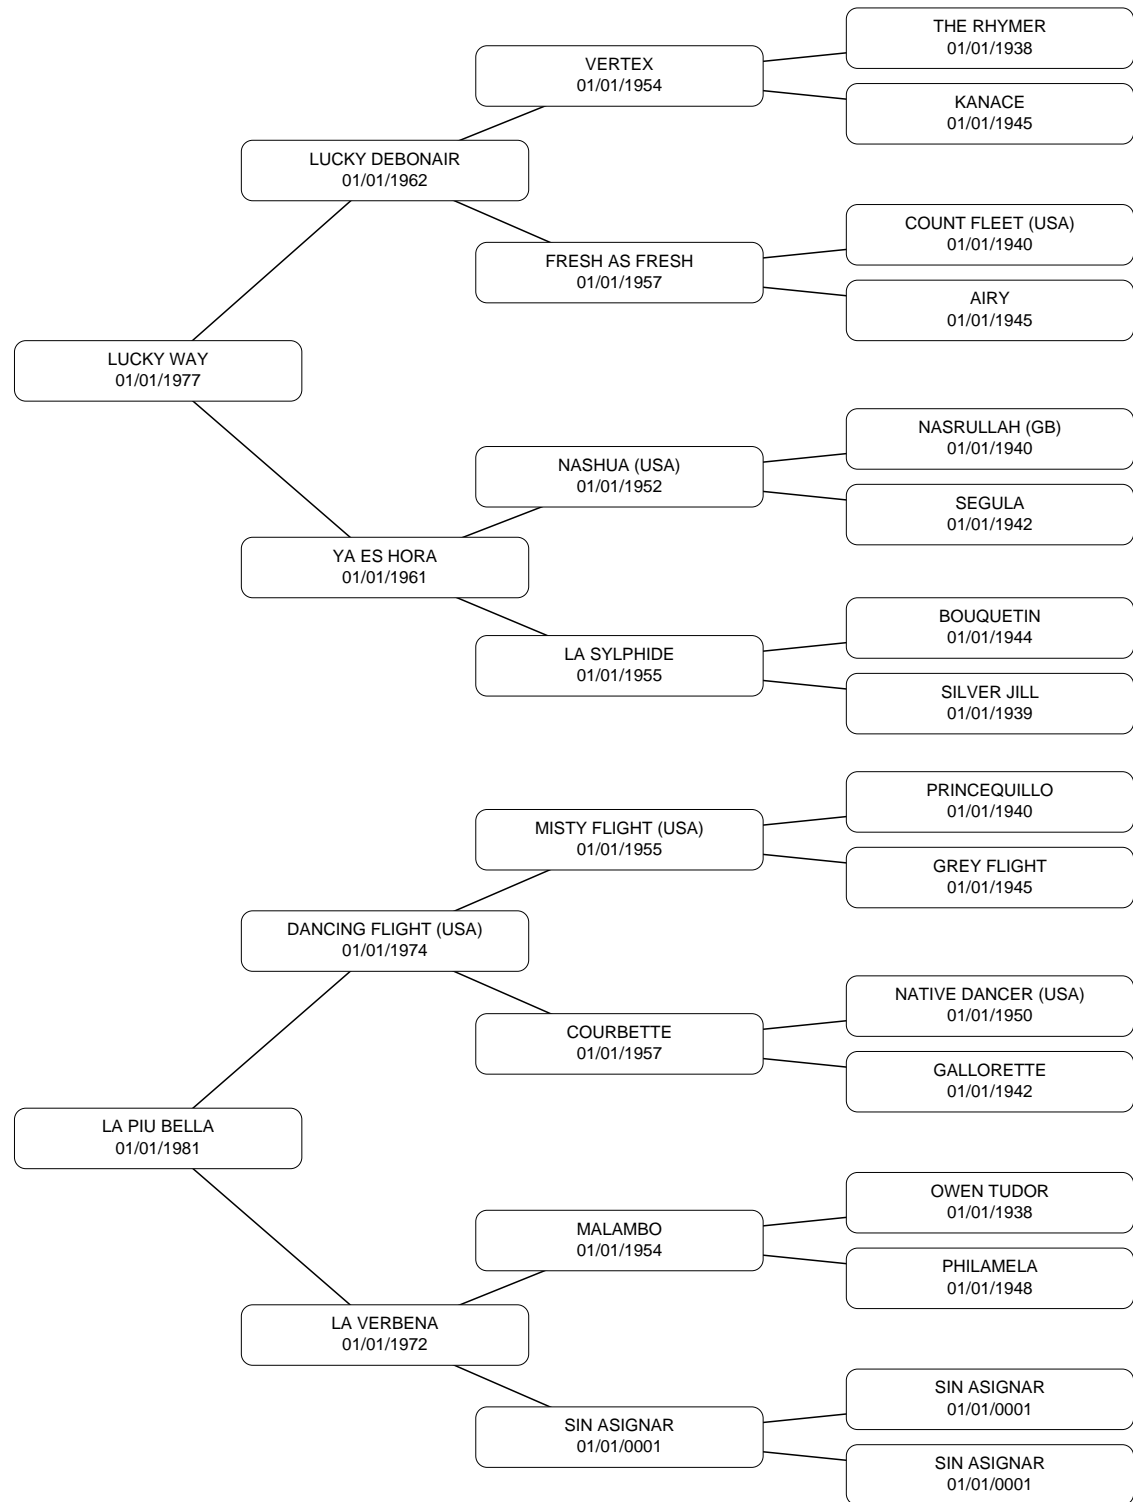 THE RHYMER
01/01/1938
VERTEX
01/01/1954
KANACE
01/01/1945
LUCKY DEBONAIR
01/01/1962
COUNT FLEET (USA)
01/01/1940
FRESH AS FRESH
01/01/1957
AIRY
01/01/1945
LUCKY WAY
01/01/1977
NASRULLAH (GB)
01/01/1940
NASHUA (USA)
01/01/1952
SEGULA
01/01/1942
YA ES HORA
01/01/1961
BOUQUETIN
01/01/1944
LA SYLPHIDE
01/01/1955
SILVER JILL
01/01/1939
PRINCEQUILLO
01/01/1940
MISTY FLIGHT (USA)
01/01/1955
GREY FLIGHT
01/01/1945
DANCING FLIGHT (USA)
01/01/1974
NATIVE DANCER (USA)
01/01/1950
COURBETTE
01/01/1957
GALLORETTE
01/01/1942
LA PIU BELLA
01/01/1981
OWEN TUDOR
01/01/1938
MALAMBO
01/01/1954
PHILAMELA
01/01/1948
LA VERBENA
01/01/1972
SIN ASIGNAR
01/01/0001
SIN ASIGNAR
01/01/0001
SIN ASIGNAR
01/01/0001